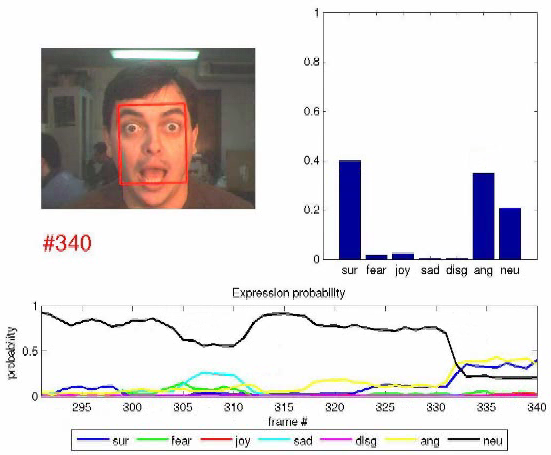 1
0.8
0.6
0.4
0.2
0
sur fear joy sad disg ang neu
#340
Expression probability
1
0.5
0
probability
295 300 305 310 315 320 325 330 335 340
frame #
sur fear joy sad disg ang neu